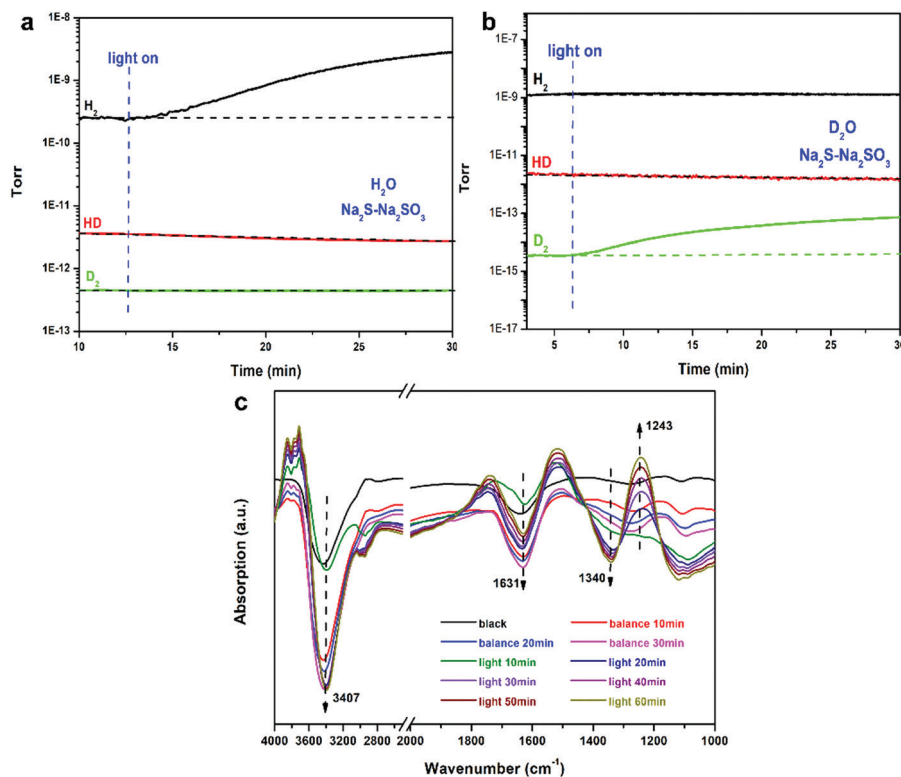 a
light on
1E-8
1E-9
1E-10
1E-11
1E-12
1E-13
Torr
H2
HD
D2
H2O
Na2S-Na2SO3
10 15 20 25 30
Time (min)
b
light on
1E-7
1E-9
1E-11
1E-13
1E-15
1E-17
Torr
H2
HD
D2
D2O
Na2S-Na2SO3
5 10 15 20 25 30
Time (min)
c
1243
1631
1340
3407
Absorption (a.u.)
black balance 10min
balance 20min balance 30min
light 10min light 20min
light 30min light 40min
light 50min light 60min
4000 3600 3200 2800 2000 1800 1600 1400 1200 1000
Wavenumber (cm-1)